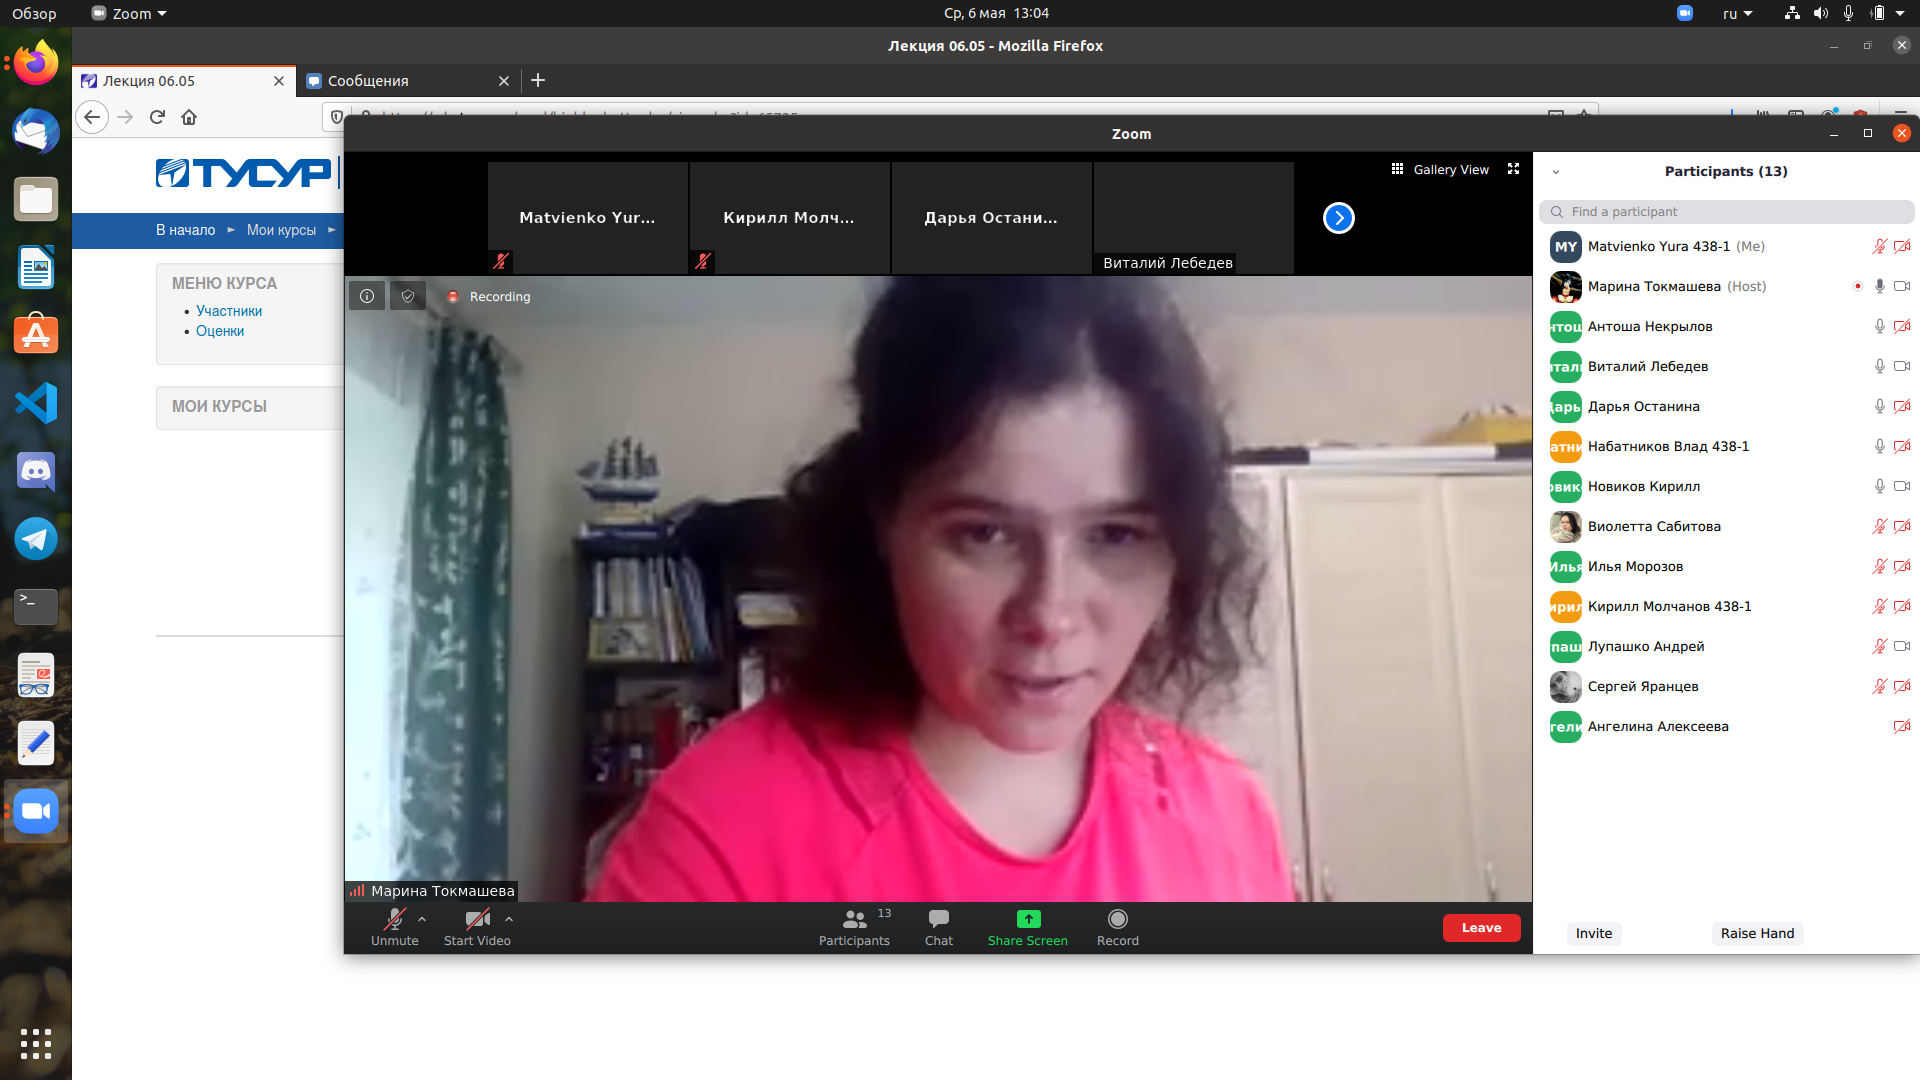 Обзор
Zoom
Ср, 6 мая 13:04
ru
Лекция 06.05 - Mozilla Firefox
Лекция 06.05
Сообщения
ТУСУР
В начало ► Мои курсы ►
МЕНЮ КУРСА
Участники
Оценки
МОИ КУРСЫ
Zoom
Matvienko Yur...
Кирилл Молч...
Дарья Остани...
Виталий Лебедев
Gallery View
Recording
Марина Токмашева
Unmute
Start Video
13
Participants
Chat
Share Screen
Record
Leave
Participants (13)
Find a participant
MY Matvienko Yura 438-1 (Me)
Марина Токмашева (Host)
нтош Антоша Некрылов
итали Виталий Лебедев
Дарья Дарья Останина
атни Набатников Влад 438-1
овик Новиков Кирилл
Виолетта Сабитова
Илья Илья Морозов
ирил Кирилл Молчанов 438-1
пашк Лупашко Андрей
Сергей Яранцев
гели Ангелина Алексеева
Invite
Raise Hand